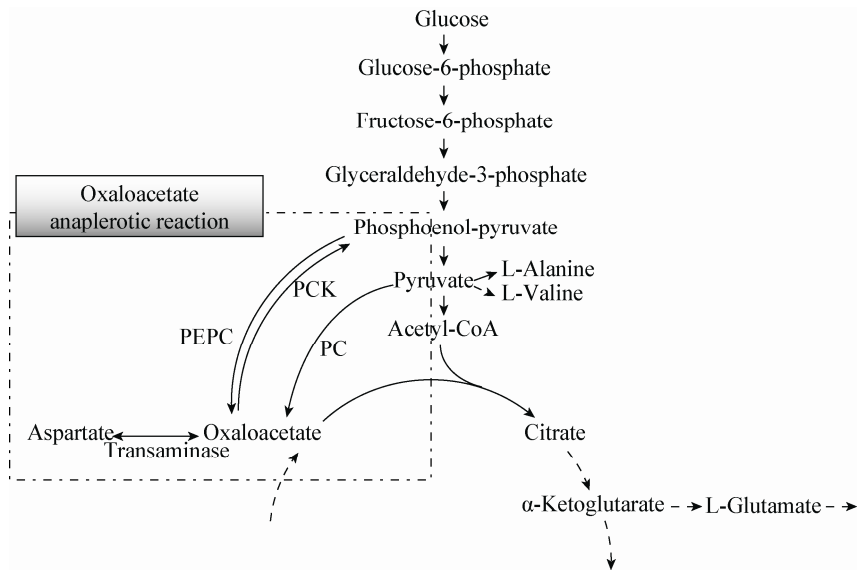 Glucose
Glucose-6-phosphate
Fructose-6-phosphate
Glyceraldehyde-3-phosphate
Oxaloacetate
anaplerotic reaction
Phosphoenol-pyruvate
Pyruvate
L-Alanine
L-Valine
PCK
PEPC
PC
Acetyl-CoA
Aspartate
Transaminase
Oxaloacetate
Citrate
α-Ketoglutarate
L-Glutamate